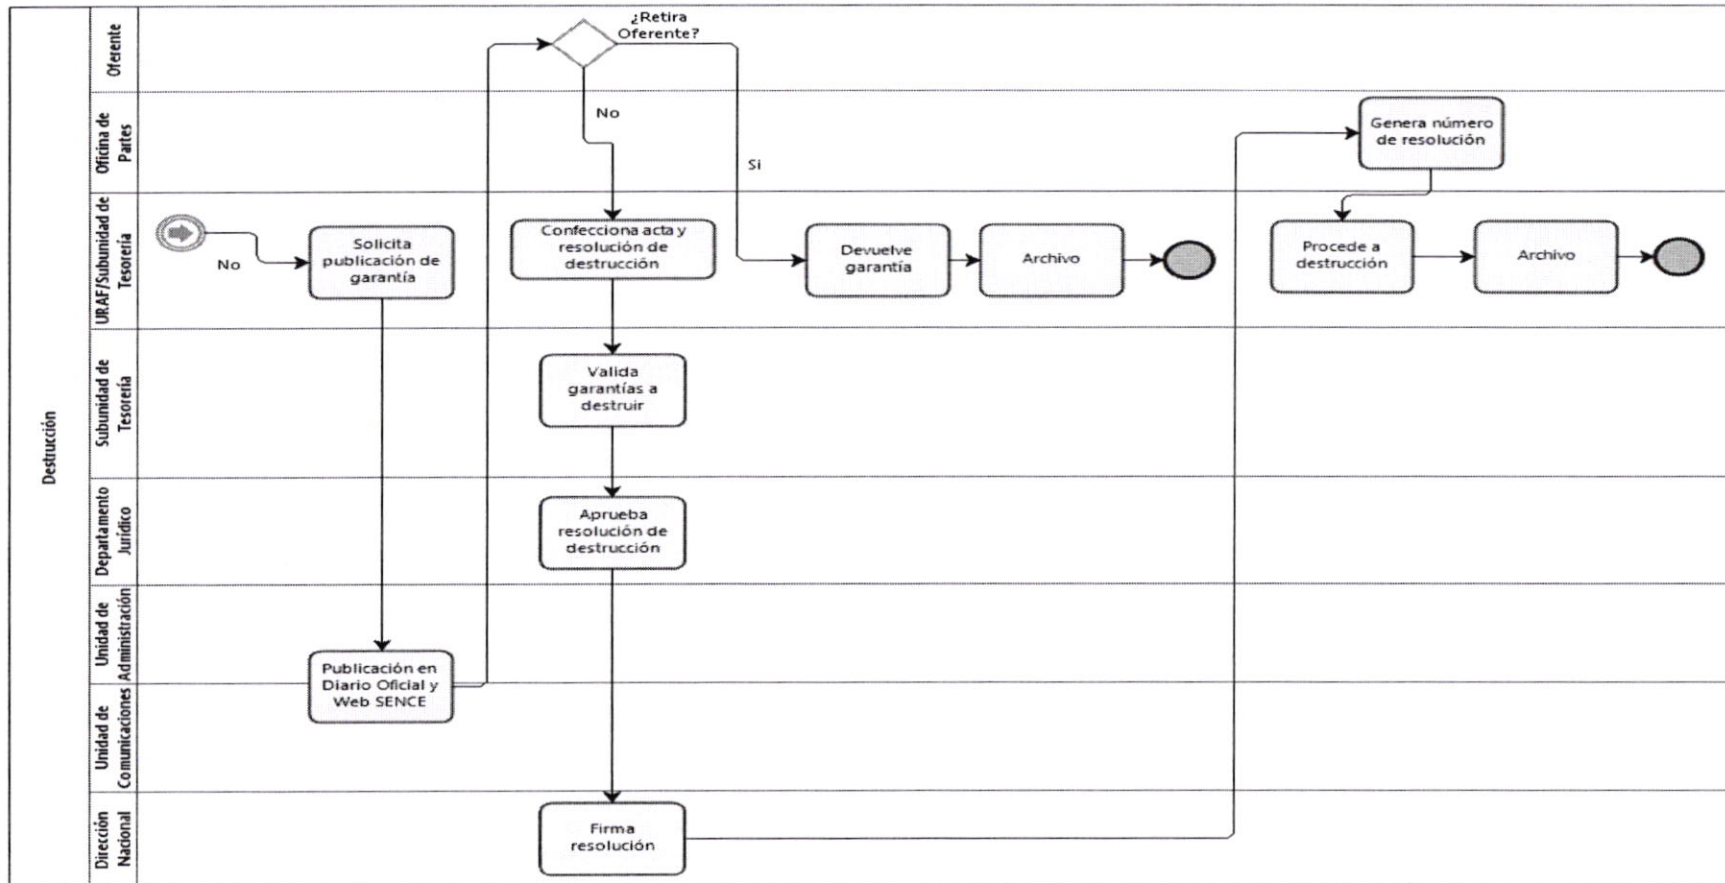 Destrucción
Oferente
¿Retira
Oferente?
No
Si
Oficina de
Partes
Genera número
de resolución
URAF/Subunidad de
Tesorería
No
Solicita
publicación de
garantía
Confecciona acta y
resolución de
destrucción
Devuelve
garantía
Archivo
Procede a
destrucción
Archivo
Subunidad de
Tesorería
Valida
garantías a
destruir
Departamento
Jurídico
Aprueba
resolución de
destrucción
Unidad de
Administración
Publicación en
Diario Oficial y
Web SENCE
Unidad de
Comunicaciones
Dirección
Nacional
Firma
resolución